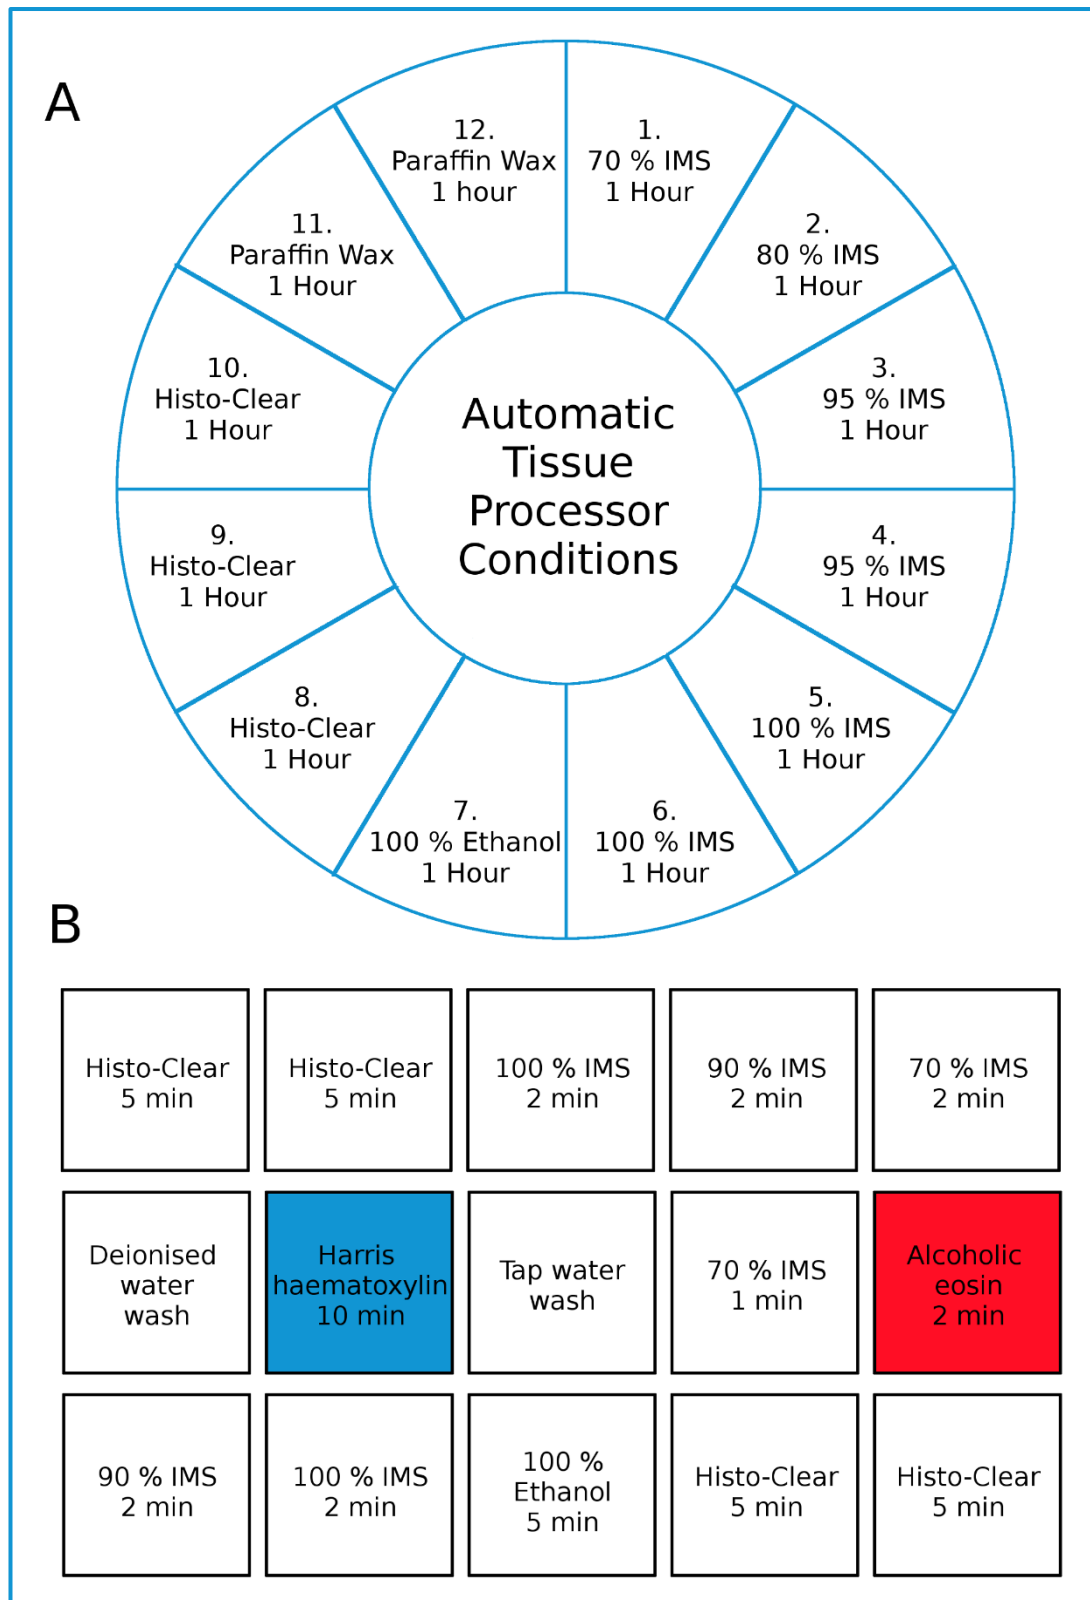 A
1.
70 % IMS
1 Hour
2.
80 % IMS
1 Hour
3.
95 % IMS
1 Hour
4.
95 % IMS
1 Hour
5.
100 % IMS
1 Hour
6.
100 % IMS
1 Hour
7.
100 % Ethanol
1 Hour
8.
Histo-Clear
1 Hour
9.
Histo-Clear
1 Hour
10.
Histo-Clear
1 Hour
11.
Paraffin Wax
1 Hour
12.
Paraffin Wax
1 hour
Automatic
Tissue
Processor
Conditions
B
Histo-Clear
5 min
Histo-Clear
5 min
100 % IMS
2 min
90 % IMS
2 min
70 % IMS
2 min
Deionised
water
wash
Harris
haematoxylin
10 min
Tap water
wash
70 % IMS
1 min
Alcoholic
eosin
2 min
90 % IMS
2 min
100 % IMS
2 min
100 %
Ethanol
5 min
Histo-Clear
5 min
Histo-Clear
5 min